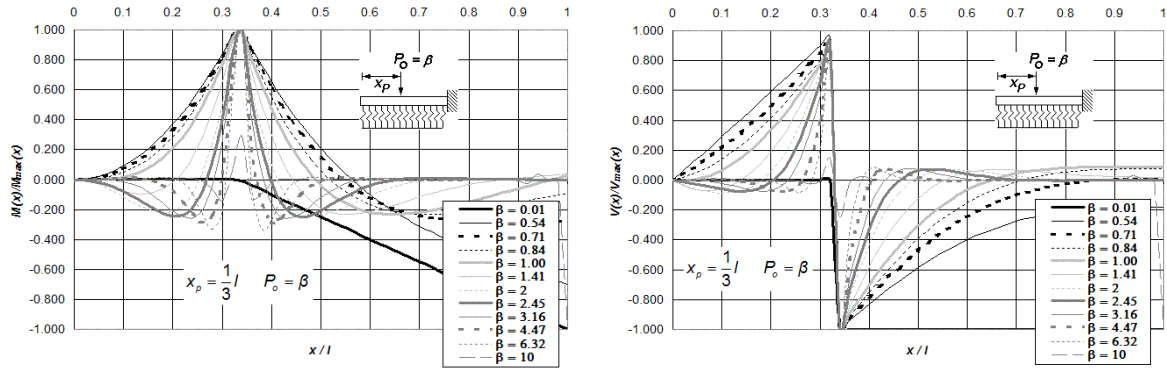 0 0.1 0.2 0.3 0.4 0.5 0.6 0.7 0.8 0.9 1
1.000
0.800
0.600
0.400
0.200
0.000
-0.200
-0.400
-0.600
-0.800
-1.000
M(x)/Mmax(x)
x / l
Po = β
xP
xp = 1/3 l Po = β
β = 0.01
β = 0.54
β = 0.71
β = 0.84
β = 1.00
β = 1.41
β = 2
β = 2.45
β = 3.16
β = 4.47
β = 6.32
β = 10
0 0.1 0.2 0.3 0.4 0.5 0.6 0.7 0.8 0.9 1
1.000
0.800
0.600
0.400
0.200
0.000
-0.200
-0.400
-0.600
-0.800
-1.000
V(x)/Vmax(x)
x / l
Po = β
xP
xp = 1/3 l Po = β
β = 0.01
β = 0.54
β = 0.71
β = 0.84
β = 1.00
β = 1.41
β = 2
β = 2.45
β = 3.16
β = 4.47
β = 6.32
β = 10